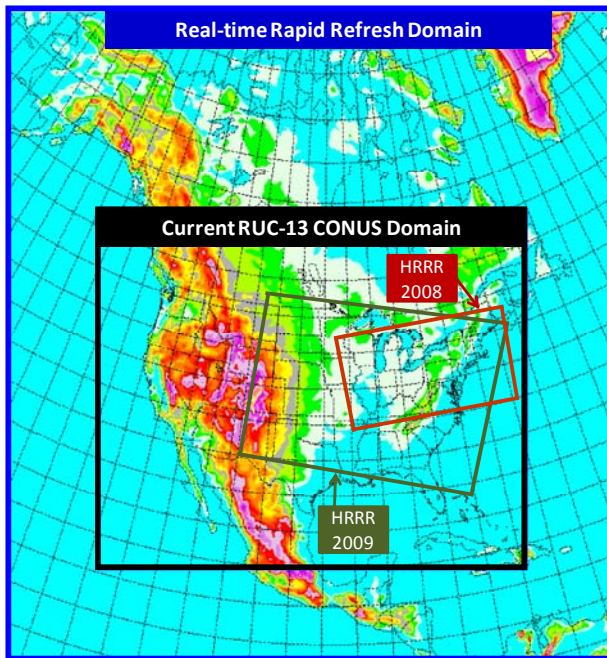 Real-time Rapid Refresh Domain
Current RUC-13 CONUS Domain
HRRR
2008
HRRR
2009